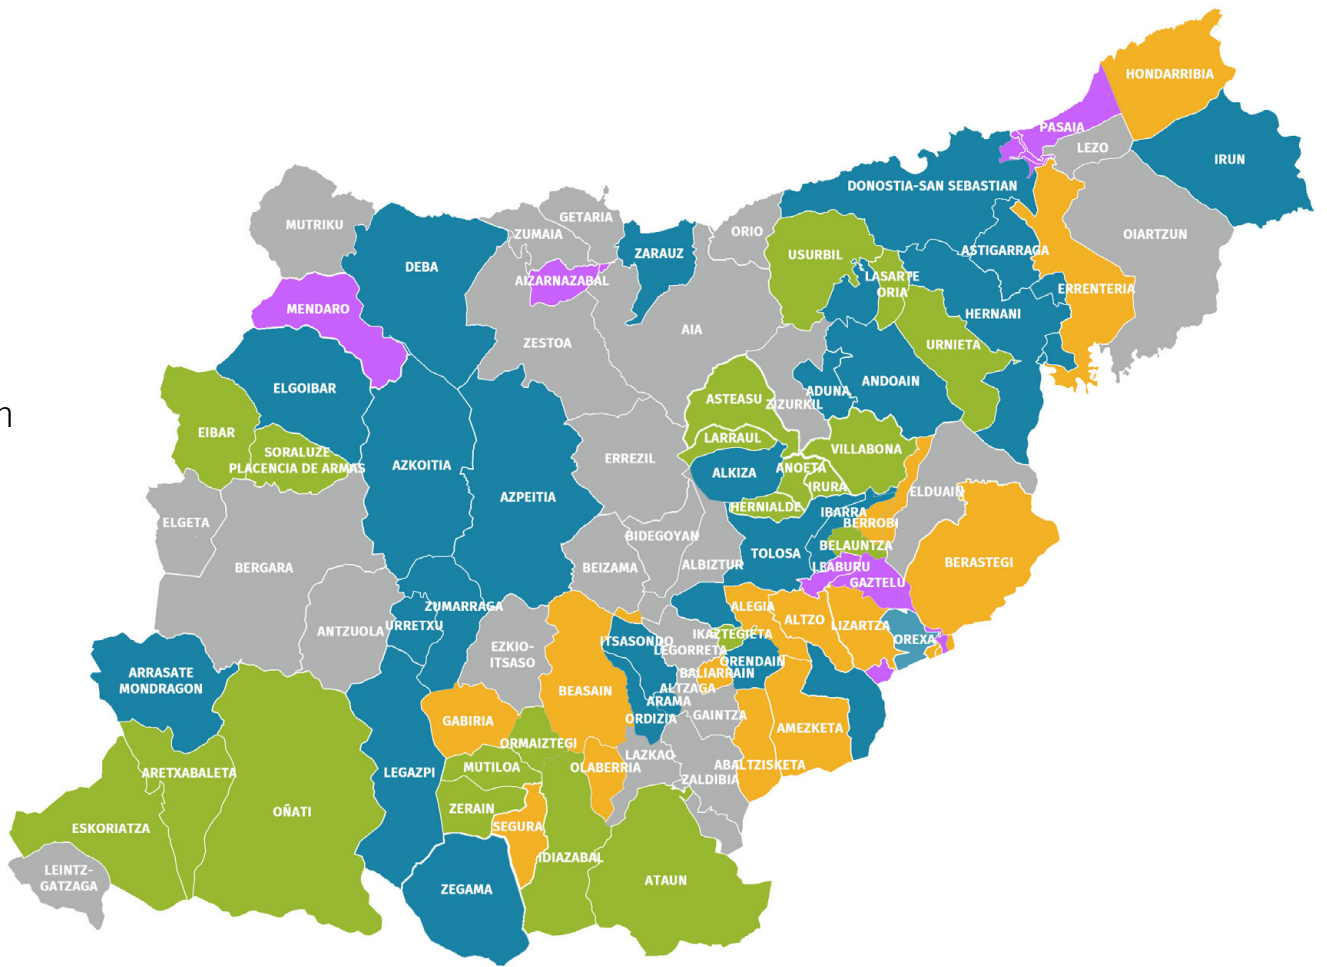 HONDARRIBIA
PASAIA
LEZO
IRUN
DONOSTIA-SAN SEBASTIAN
MUTRIKU
GETARIA
ZUMAIA
ORIO
OIARTZUN
ZARAUZ
USURBIL
ASTIGARRAGA
DEBA
AIZARNAZABAL
LASARTE
ORIA
ERRENTERIA
MENDARO
HERNANI
AIA
ZESTOA
URNIETA
ELGOIBAR
ADUNA
ANDOAIN
ASTEASU
ZIZURKIL
n
EIBAR
LARRAUL
SORALUZE
PLACENCIA DE ARMAS
VILLABONA
ERREZIL
AZKOITIA
ALKIZA
ANOETA
IRURA
ELDUAIN
AZPEITIA
HERNIALDE
IBARRA
BERROBI
ELGETA
BIDEGOYAN
BELAUNTZA
TOLOSA
BERASTEGI
BERGARA
BEIZAMA
ALBIZTUR
LEABURU
GAZTELU
ZUMARRAGA
ALEGIA
ALTZO
LIZARTZA
URRETXU
ANTZUOLA
IKAZTEGIETA
OREXA
ITSASONDO
LEGORRETA
EZKIO-
ITSASO
ORENDAIN
ARRASATE
MONDRAGON
BALIARRAIN
ALTZAGA
BEASAIN
ARAMA
GABIRIA
ORDIZIA
GAINTZA
AMEZKETA
ORMAIZTEGI
LAZKAO
MUTILOA
OLABERRIA
ABALTZISKETA
ARETXABALETA
LEGAZPI
ZALDIBIA
ZERAIN
OÑATI
ESKORIATZA
SEGURA
IDIAZABAL
LEINTZ-
GATZAGA
ZEGAMA
ATAUN